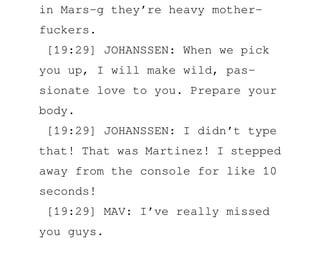 in Mars-g they’re heavy mother-
fuckers.
[19:29] JOHANSSEN: When we pick
you up, I will make wild, pas-
sionate love to you. Prepare your
body.
[19:29] JOHANSSEN: I didn’t type
that! That was Martinez! I stepped
away from the console for like 10
seconds!
[19:29] MAV: I’ve really missed
you guys.